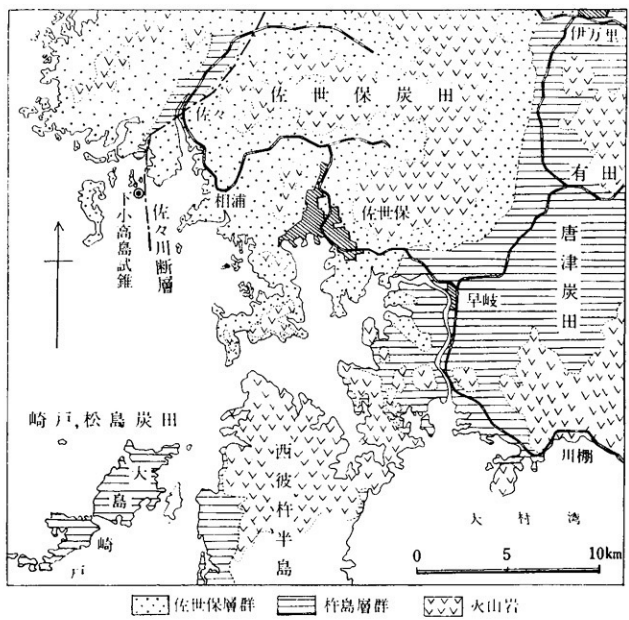 伊万里
佐世保炭田
佐々
有田
相浦
佐世保
小高島試錐
佐々川断層
唐津炭田
早岐
崎戸,松島炭田
大島
崎戸
西彼杵半島
川棚
大村湾
0 5 10km
佐世保層群 杵島層群 火山岩